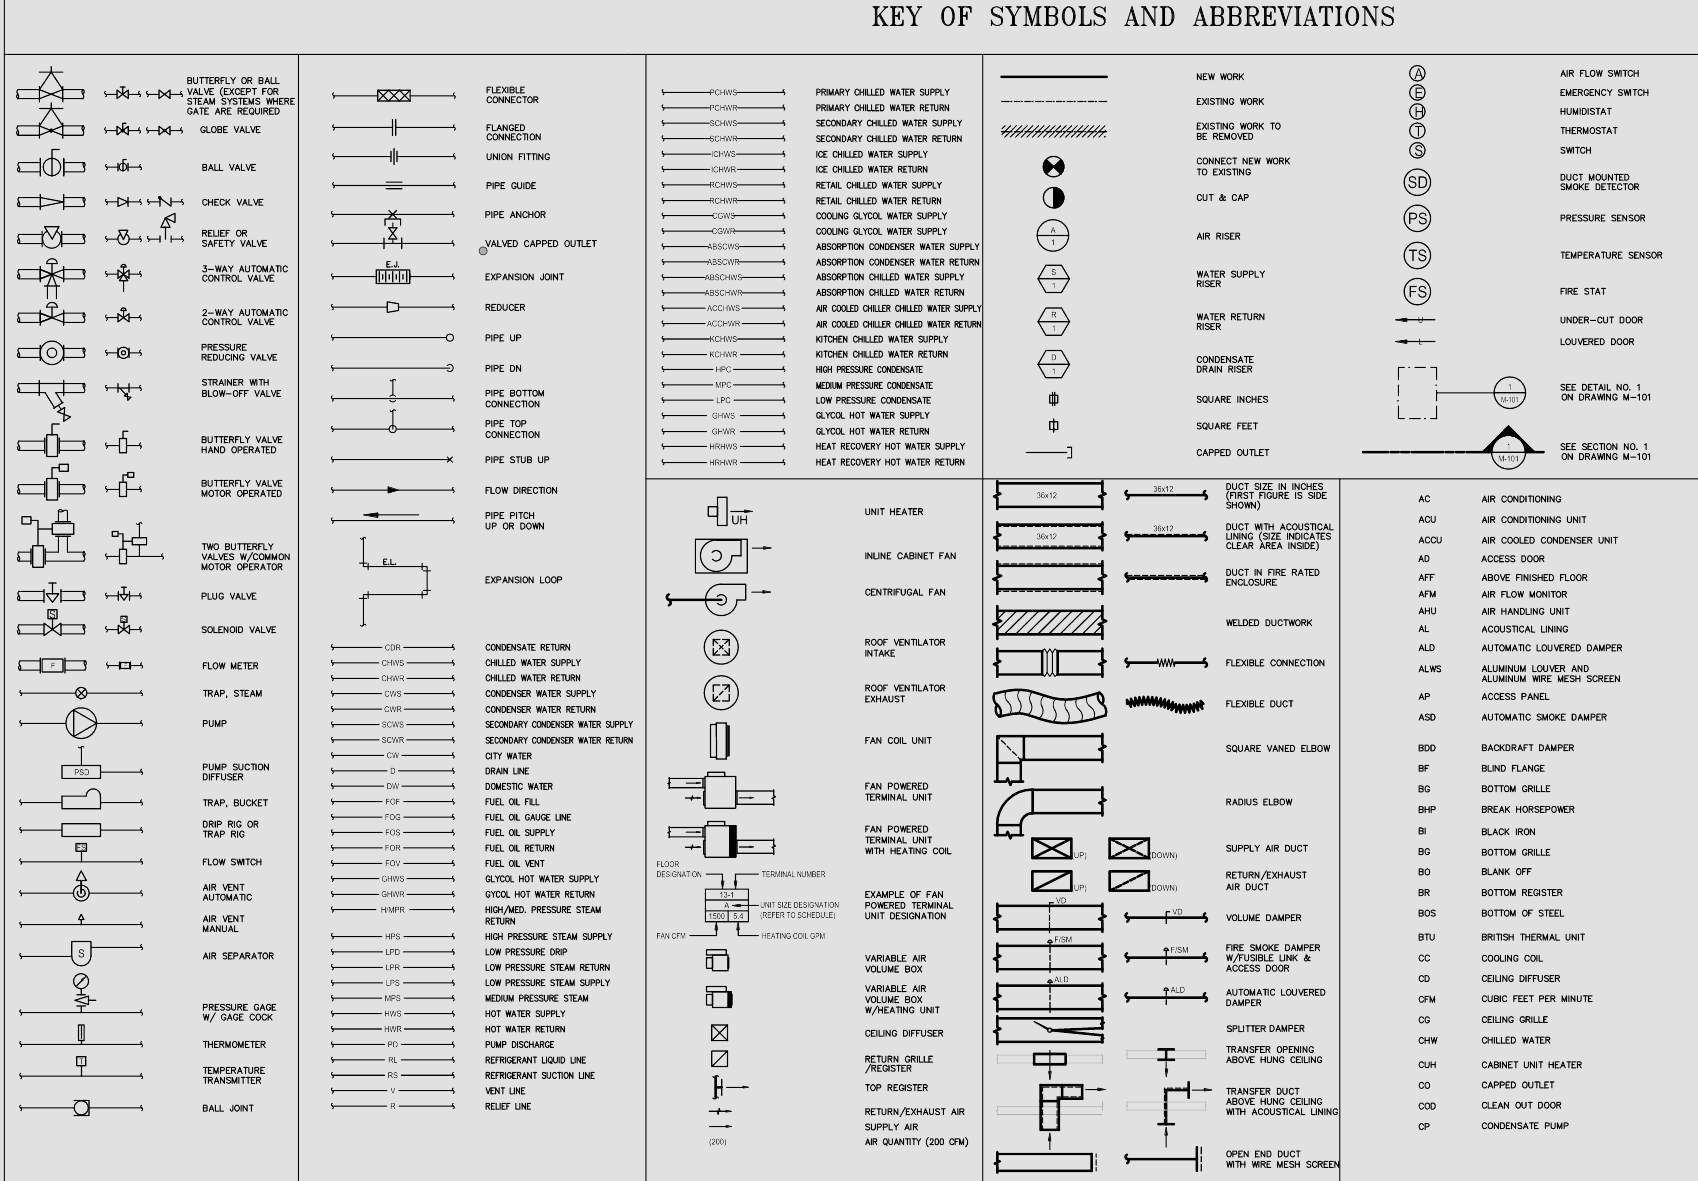 KEY OF SYMBOLS AND ABBREVIATIONS
BUTTERFLY OR BALL
VALVE (EXCEPT FOR
STEAM SYSTEMS WHERE
GATE ARE REQUIRED
GLOBE VALVE
BALL VALVE
CHECK VALVE
RELIEF OR
SAFETY VALVE
3-WAY AUTOMATIC
CONTROL VALVE
2-WAY AUTOMATIC
CONTROL VALVE
PRESSURE
REDUCING VALVE
STRAINER WITH
BLOW-OFF VALVE
BUTTERFLY VALVE
HAND OPERATED
BUTTERFLY VALVE
MOTOR OPERATED
TWO BUTTERFLY
VALVES W/COMMON
MOTOR OPERATOR
PLUG VALVE
S
S
SOLENOID VALVE
F
FLOW METER
TRAP, STEAM
PUMP
PSD
PUMP SUCTION
DIFFUSER
TRAP, BUCKET
DRIP RIG OR
TRAP RIG
FS
FLOW SWITCH
AIR VENT
AUTOMATIC
AIR VENT
MANUAL
S
AIR SEPARATOR
PRESSURE GAGE
W/ GAGE COCK
THERMOMETER
T
TEMPERATURE
TRANSMITTER
BALL JOINT
FLEXIBLE
CONNECTOR
FLANGED
CONNECTION
UNION FITTING
PIPE GUIDE
PIPE ANCHOR
VALVED CAPPED OUTLET
E.J.
EXPANSION JOINT
REDUCER
PIPE UP
PIPE DN
PIPE BOTTOM
CONNECTION
PIPE TOP
CONNECTION
PIPE STUB UP
FLOW DIRECTION
PIPE PITCH
UP OR DOWN
E.L.
EXPANSION LOOP
CDR CONDENSATE RETURN
CHWS CHILLED WATER SUPPLY
CHWR CHILLED WATER RETURN
CWS CONDENSER WATER SUPPLY
CWR CONDENSER WATER RETURN
SCWS SECONDARY CONDENSER WATER SUPPLY
SCWR SECONDARY CONDENSER WATER RETURN
CW CITY WATER
D DRAIN LINE
DW DOMESTIC WATER
FOF FUEL OIL FILL
FOG FUEL OIL GAUGE LINE
FOS FUEL OIL SUPPLY
FOR FUEL OIL RETURN
FOV FUEL OIL VENT
GHWS GLYCOL HOT WATER SUPPLY
GHWR GYCOL HOT WATER RETURN
H/MPR HIGH/MED. PRESSURE STEAM
RETURN
HPS HIGH PRESSURE STEAM SUPPLY
LPD LOW PRESSURE DRIP
LPR LOW PRESSURE STEAM RETURN
LPS LOW PRESSURE STEAM SUPPLY
MPS MEDIUM PRESSURE STEAM
HWS HOT WATER SUPPLY
HWR HOT WATER RETURN
PD PUMP DISCHARGE
RL REFRIGERANT LIQUID LINE
RS REFRIGERANT SUCTION LINE
V VENT LINE
R RELIEF LINE
PCHWS PRIMARY CHILLED WATER SUPPLY
PCHWR PRIMARY CHILLED WATER RETURN
SCHWS SECONDARY CHILLED WATER SUPPLY
SCHWR SECONDARY CHILLED WATER RETURN
ICHWS ICE CHILLED WATER SUPPLY
ICHWR ICE CHILLED WATER RETURN
RCHWS RETAIL CHILLED WATER SUPPLY
RCHWR RETAIL CHILLED WATER RETURN
CGWS COOLING GLYCOL WATER SUPPLY
CGWR COOLING GLYCOL WATER RETURN
ABSCWS ABSORPTION CONDENSER WATER SUPPLY
ABSCWR ABSORPTION CONDENSER WATER RETURN
ABSCHWS ABSORPTION CHILLED WATER SUPPLY
ABSCHWR ABSORPTION CHILLED WATER RETURN
ACCHWS AIR COOLED CHILLER CHILLED WATER SUPPLY
ACCHWR AIR COOLED CHILLER CHILLED WATER RETURN
KCHWS KITCHEN CHILLED WATER SUPPLY
KCHWR KITCHEN CHILLED WATER RETURN
HPC HIGH PRESSURE CONDENSATE
MPC MEDIUM PRESSURE CONDENSATE
LPC LOW PRESSURE CONDENSATE
GHWS GLYCOL HOT WATER SUPPLY
GHWR GLYCOL HOT WATER RETURN
HRHWS HEAT RECOVERY HOT WATER SUPPLY
HRHWR HEAT RECOVERY HOT WATER RETURN
UH
UNIT HEATER
INLINE CABINET FAN
CENTRIFUGAL FAN
ROOF VENTILATOR
INTAKE
ROOF VENTILATOR
EXHAUST
FAN COIL UNIT
FAN POWERED
TERMINAL UNIT
FAN POWERED
TERMINAL UNIT
WITH HEATING COIL
FLOOR
DESIGNATION
TERMINAL NUMBER
13-1
A
UNIT SIZE DESIGNATION
(REFER TO SCHEDULE)
1500 5.4
FAN CFM
HEATING COIL GPM
EXAMPLE OF FAN
POWERED TERMINAL
UNIT DESIGNATION
VARIABLE AIR
VOLUME BOX
VARIABLE AIR
VOLUME BOX
W/HEATING UNIT
CEILING DIFFUSER
RETURN GRILLE
/REGISTER
TOP REGISTER
RETURN/EXHAUST AIR
SUPPLY AIR
(200) AIR QUANTITY (200 CFM)
NEW WORK
EXISTING WORK
EXISTING WORK TO
BE REMOVED
CONNECT NEW WORK
TO EXISTING
CUT & CAP
A
1
AIR RISER
S
1
WATER SUPPLY
RISER
R
1
WATER RETURN
RISER
D
1
CONDENSATE
DRAIN RISER
SQUARE INCHES
SQUARE FEET
CAPPED OUTLET
A AIR FLOW SWITCH
E EMERGENCY SWITCH
H HUMIDISTAT
T THERMOSTAT
S SWITCH
SD DUCT MOUNTED
SMOKE DETECTOR
PS PRESSURE SENSOR
TS TEMPERATURE SENSOR
FS FIRE STAT
U UNDER-CUT DOOR
L LOUVERED DOOR
1
M-101
SEE DETAIL NO. 1
ON DRAWING M-101
1
M-101
SEE SECTION NO. 1
ON DRAWING M-101
36x12 36x12
DUCT SIZE IN INCHES
(FIRST FIGURE IS SIDE
SHOWN)
36x12 36x12
DUCT WITH ACOUSTICAL
LINING (SIZE INDICATES
CLEAR AREA INSIDE)
DUCT IN FIRE RATED
ENCLOSURE
WELDED DUCTWORK
FLEXIBLE CONNECTION
FLEXIBLE DUCT
SQUARE VANED ELBOW
RADIUS ELBOW
UP) DOWN)
SUPPLY AIR DUCT
UP) DOWN)
RETURN/EXHAUST
AIR DUCT
VD VD
VOLUME DAMPER
F/SM F/SM
FIRE SMOKE DAMPER
W/FUSIBLE LINK &
ACCESS DOOR
ALD ALD
AUTOMATIC LOUVERED
DAMPER
SPLITTER DAMPER
TRANSFER OPENING
ABOVE HUNG CEILING
TRANSFER DUCT
ABOVE HUNG CEILING
WITH ACOUSTICAL LINING
OPEN END DUCT
WITH WIRE MESH SCREEN
AC AIR CONDITIONING
ACU AIR CONDITIONING UNIT
ACCU AIR COOLED CONDENSER UNIT
AD ACCESS DOOR
AFF ABOVE FINISHED FLOOR
AFM AIR FLOW MONITOR
AHU AIR HANDLING UNIT
AL ACOUSTICAL LINING
ALD AUTOMATIC LOUVERED DAMPER
ALWS ALUMINUM LOUVER AND
ALUMINUM WIRE MESH SCREEN
AP ACCESS PANEL
ASD AUTOMATIC SMOKE DAMPER
BDD BACKDRAFT DAMPER
BF BLIND FLANGE
BG BOTTOM GRILLE
BHP BREAK HORSEPOWER
BI BLACK IRON
BG BOTTOM GRILLE
BO BLANK OFF
BR BOTTOM REGISTER
BOS BOTTOM OF STEEL
BTU BRITISH THERMAL UNIT
CC COOLING COIL
CD CEILING DIFFUSER
CFM CUBIC FEET PER MINUTE
CG CEILING GRILLE
CHW CHILLED WATER
CUH CABINET UNIT HEATER
CO CAPPED OUTLET
COD CLEAN OUT DOOR
CP CONDENSATE PUMP